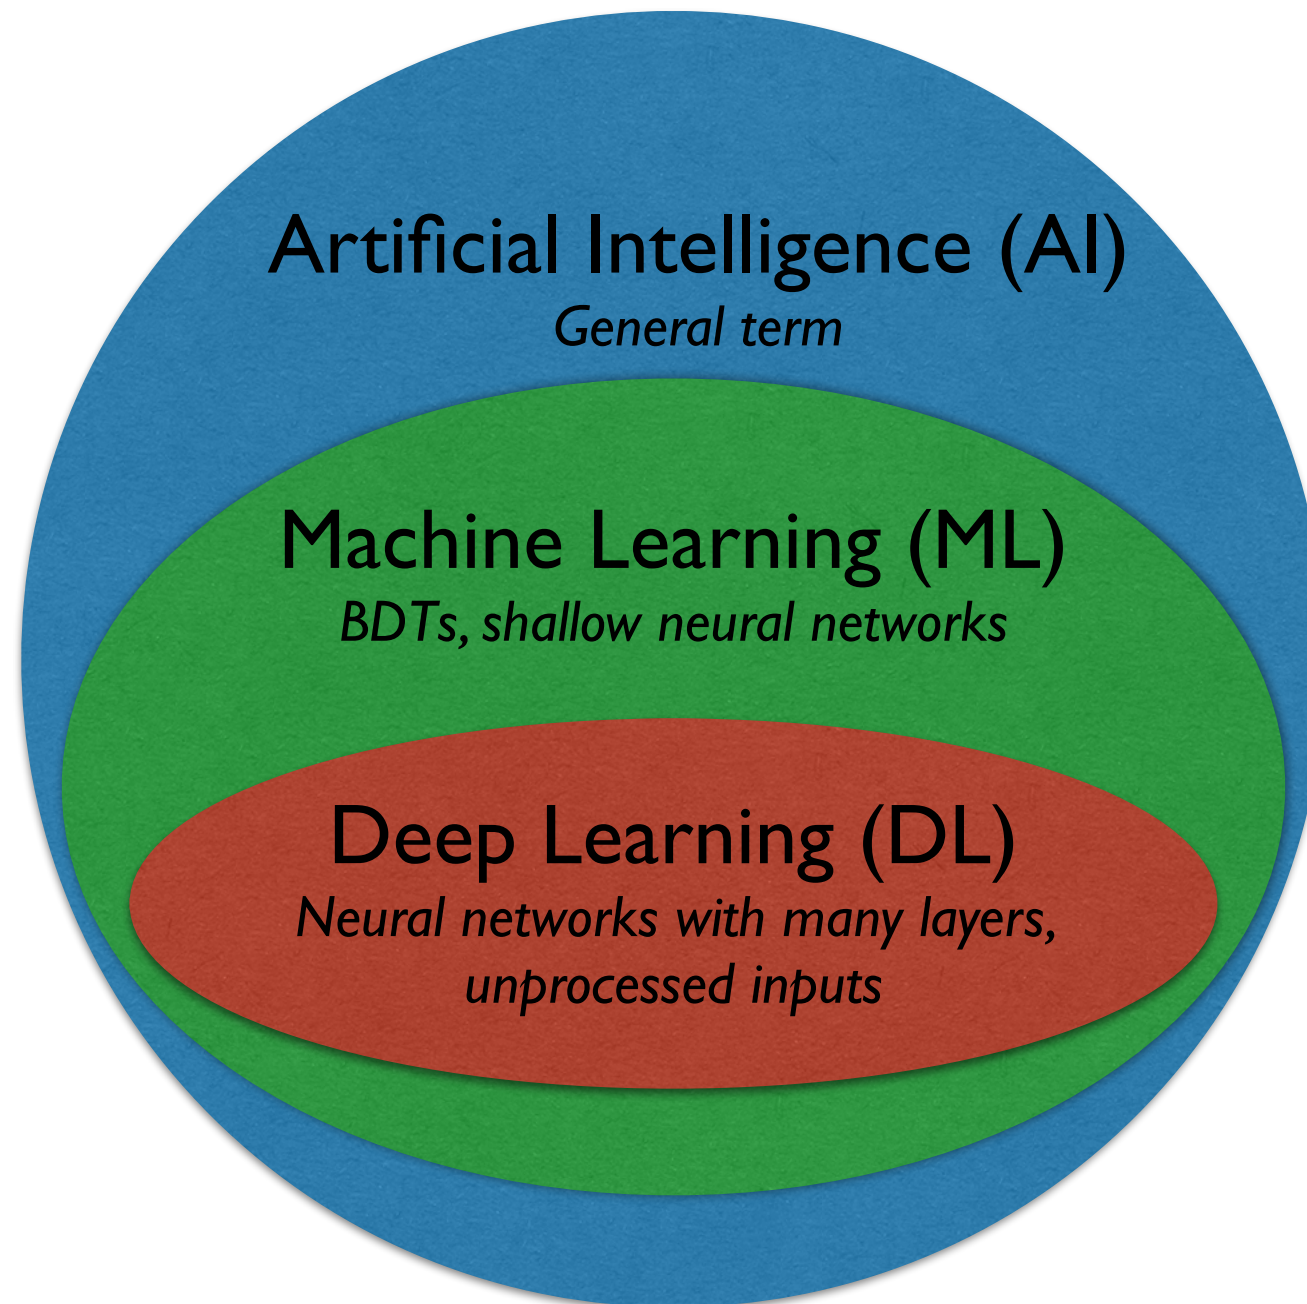 Artificial Intelligence (AI)
General term
Machine Learning (ML)
BDTs, shallow neural networks
Deep Learning (DL)
Neural networks with many layers,
unprocessed inputs